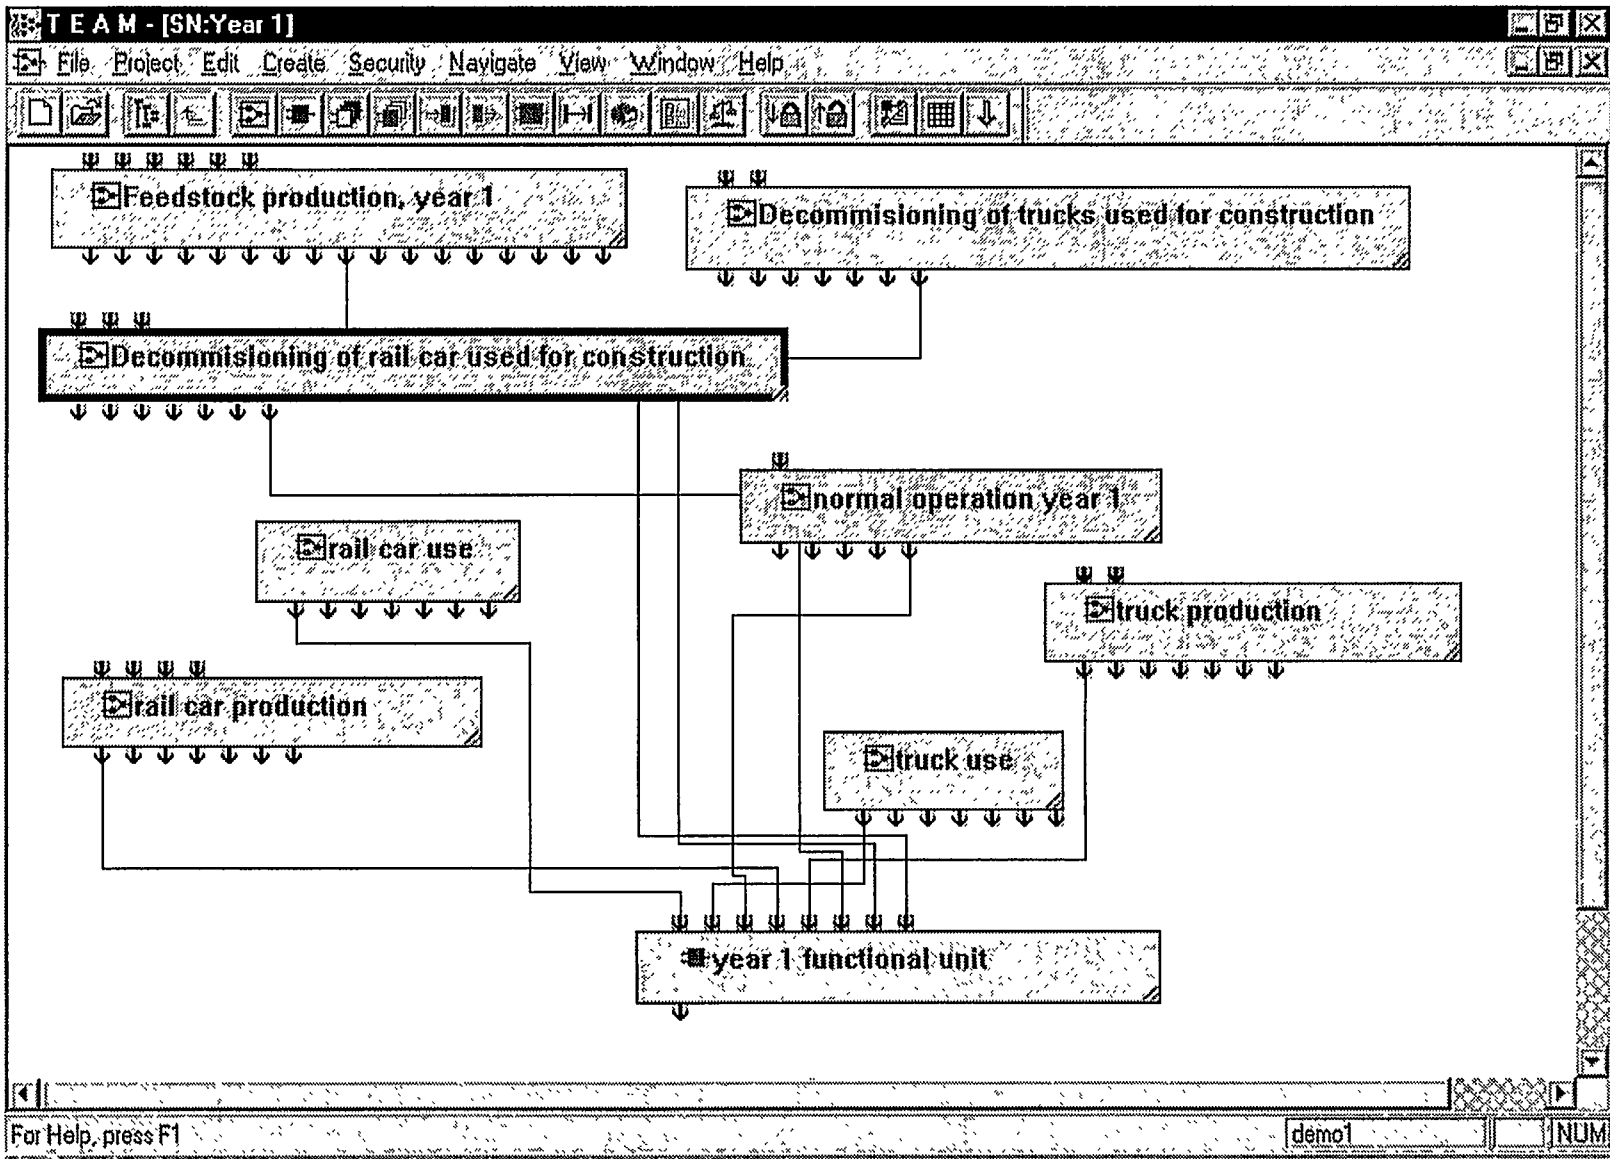 T E A M - [SN:Year 1]
File Project Edit Create Security Navigate View Window Help
Feedstock production, year 1
Decommisioning of trucks used for construction
Decommisioning of rail car used for construction
normal operation year 1
rail car use
truck production
rail car production
truck use
year 1 functional unit
For Help, press F1
demo1
NUM